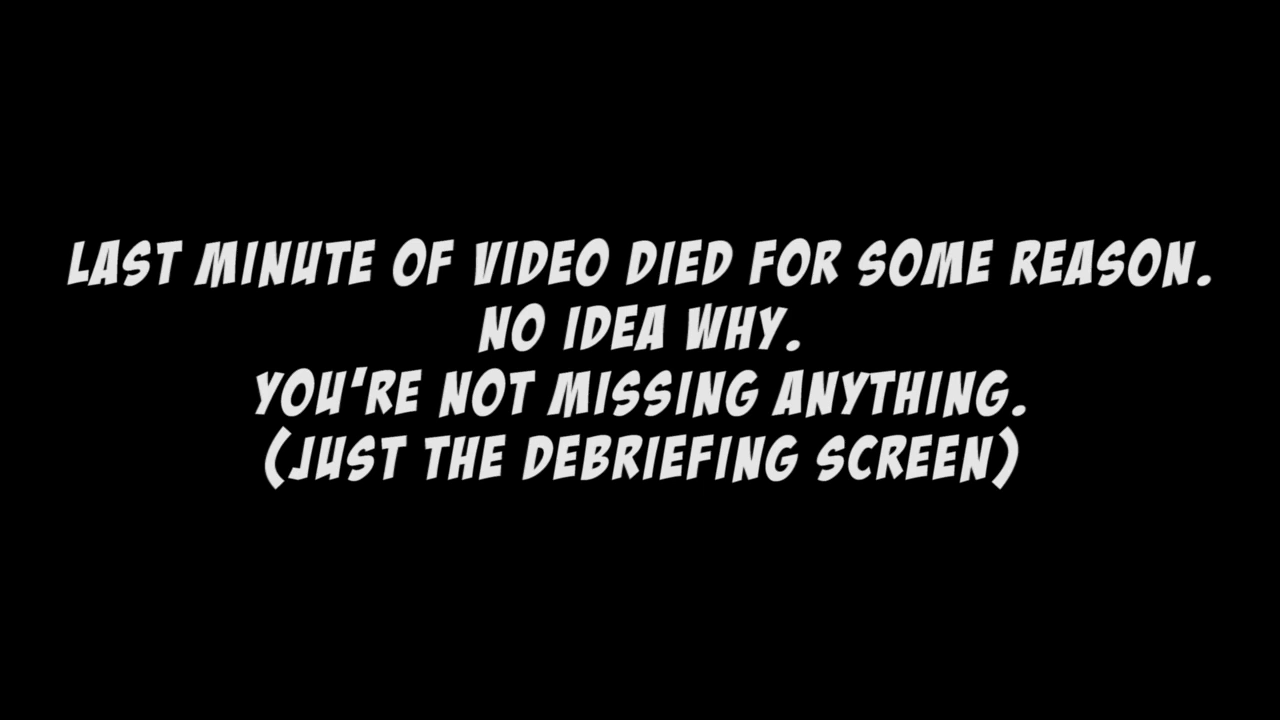 LAST MINUTE OF VIDEO DIED FOR SOME REASON.
NO IDEA WHY.
YOU'RE NOT MISSING ANYTHING.
(JUST THE DEBRIEFING SCREEN)